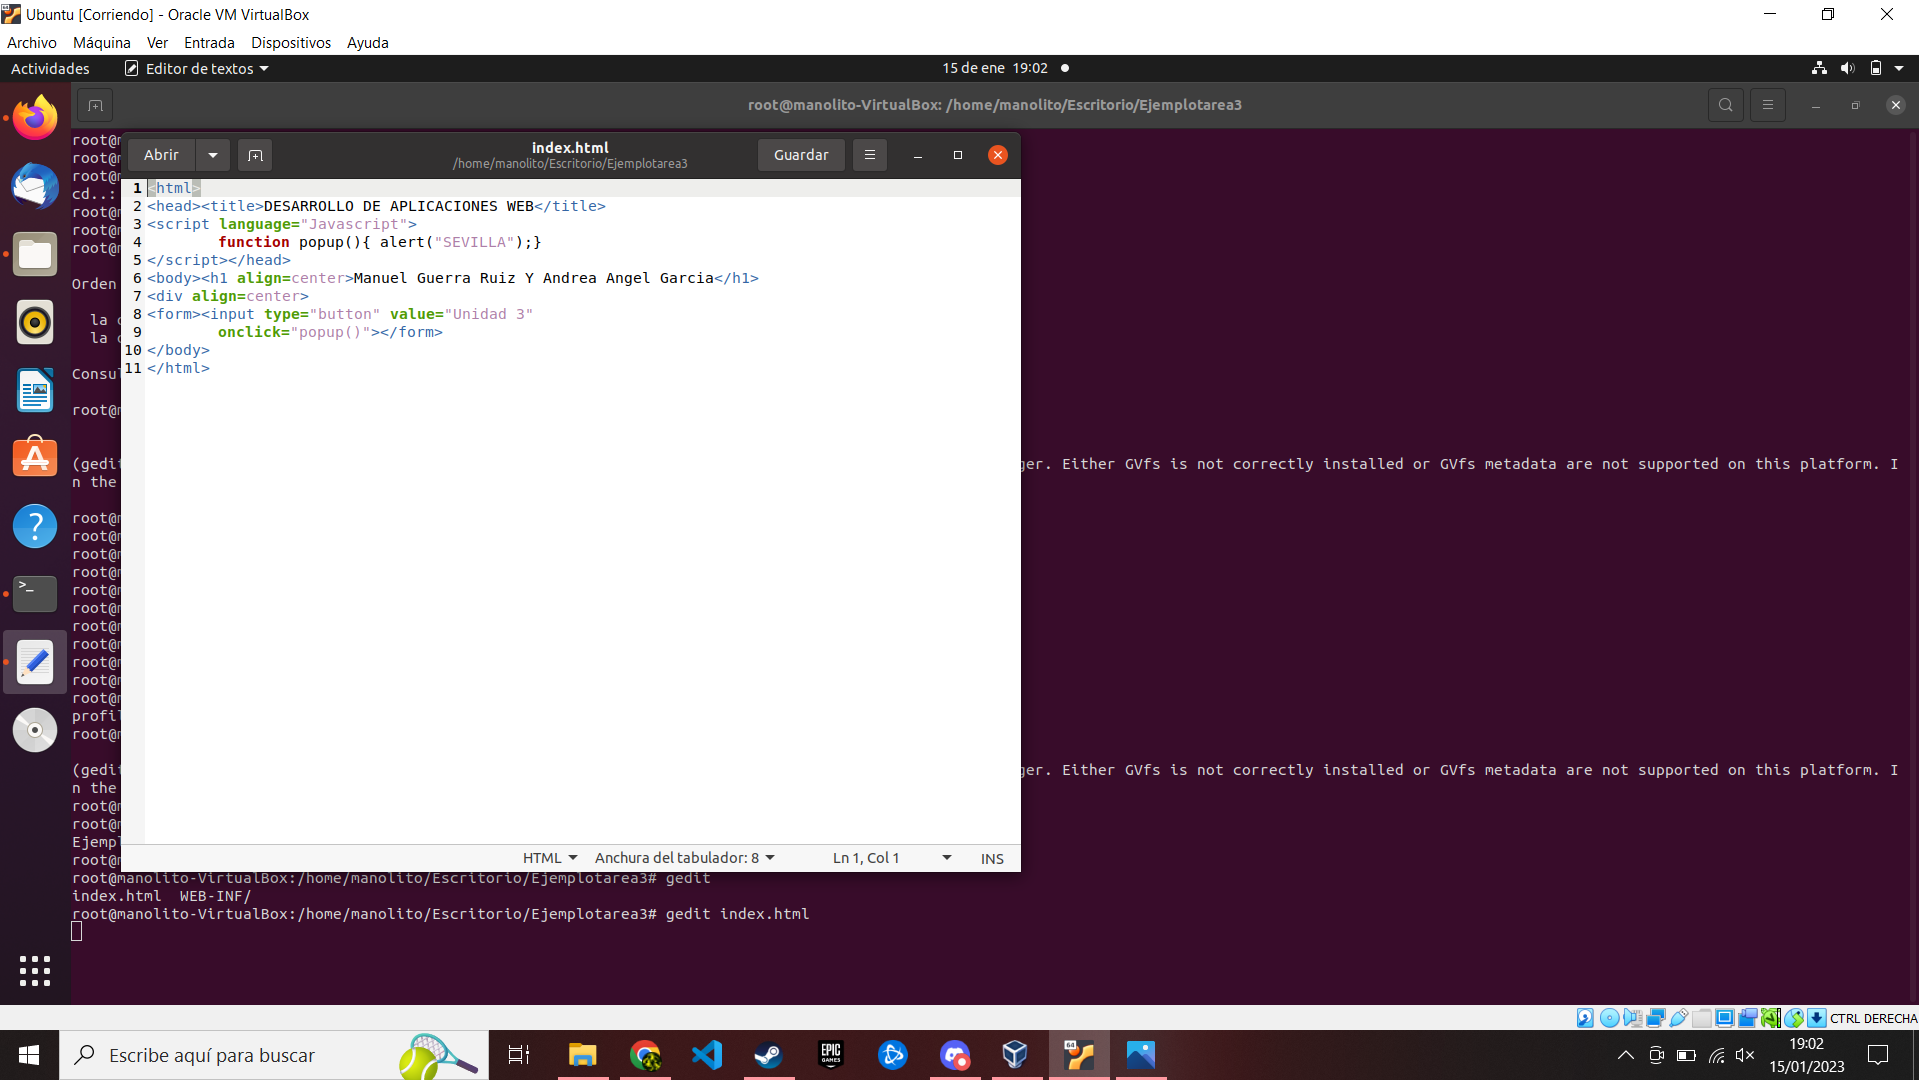 Ubuntu [Corriendo] - Oracle VM VirtualBox
Archivo Máquina Ver Entrada Dispositivos Ayuda
Actividades Editor de textos 15 de ene 19:02
root@manolito-VirtualBox: /home/manolito/Escritorio/Ejemplotarea3
Abrir index.html Guardar
/home/manolito/Escritorio/Ejemplotarea3
1 <html>
2 <head><title>DESARROLLO DE APLICACIONES WEB</title>
3 <script language="Javascript">
4 function popup(){ alert("SEVILLA");}
5 </script></head>
6 <body><h1 align=center>Manuel Guerra Ruiz Y Andrea Angel Garcia</h1>
7 <div align=center>
8 <form><input type="button" value="Unidad 3"
9 onclick="popup()"></form>
10 </body>
11 </html>
HTML Anchura del tabulador: 8 Ln 1, Col 1 INS
root@
root@
root@
cd..:
root@
root@
root@
Orden
la
la
root@
(gedit ger. Either GVfs is not correctly installed or GVfs metadata are not supported on this platform. I
n the
root@
root@
root@
root@
root@
root@
root@
root@
root@
root@
root@
root@
(gedit ger. Either GVfs is not correctly installed or GVfs metadata are not supported on this platform. I
n the
root@
root@
root@
root@manolito-VirtualBox:/home/manolito/Escritorio/Ejemplotarea3# gedit
index.html WEB-INF/
root@manolito-VirtualBox:/home/manolito/Escritorio/Ejemplotarea3# gedit index.html
CTRL DERECHA
Escribe aquí para buscar
EPIC GAMES
64
19:02
15/01/2023